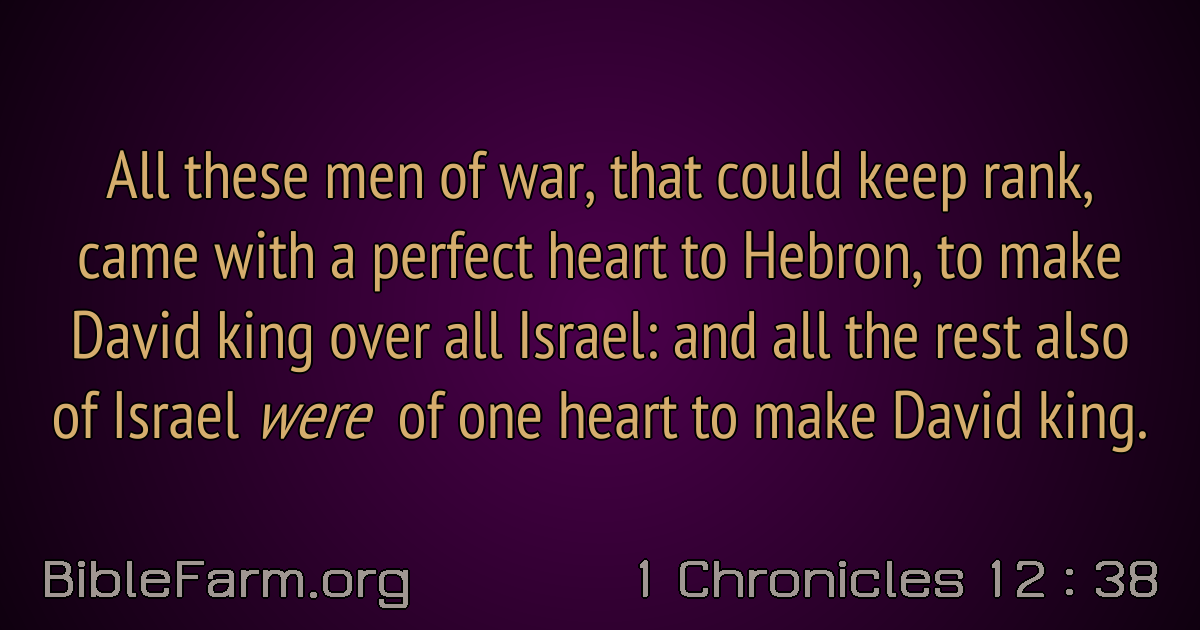 All these men of war, that could keep rank,
came with a perfect heart to Hebron, to make
David king over all Israel: and all the rest also
of Israel were of one heart to make David king.
BibleFarm.org
1 Chronicles 12 : 38